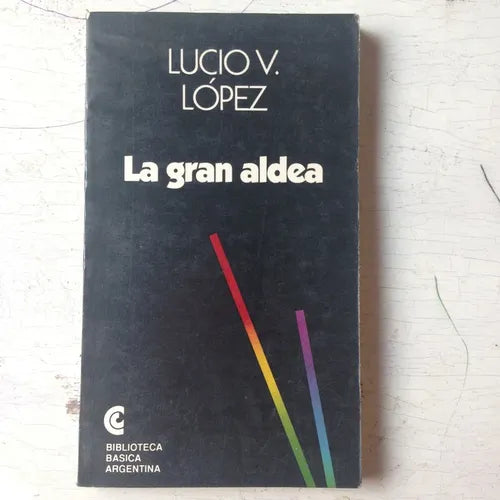 LUCIO V.
LÓPEZ
La gran aldea
BIBLIOTECA
BASICA
ARGENTINA